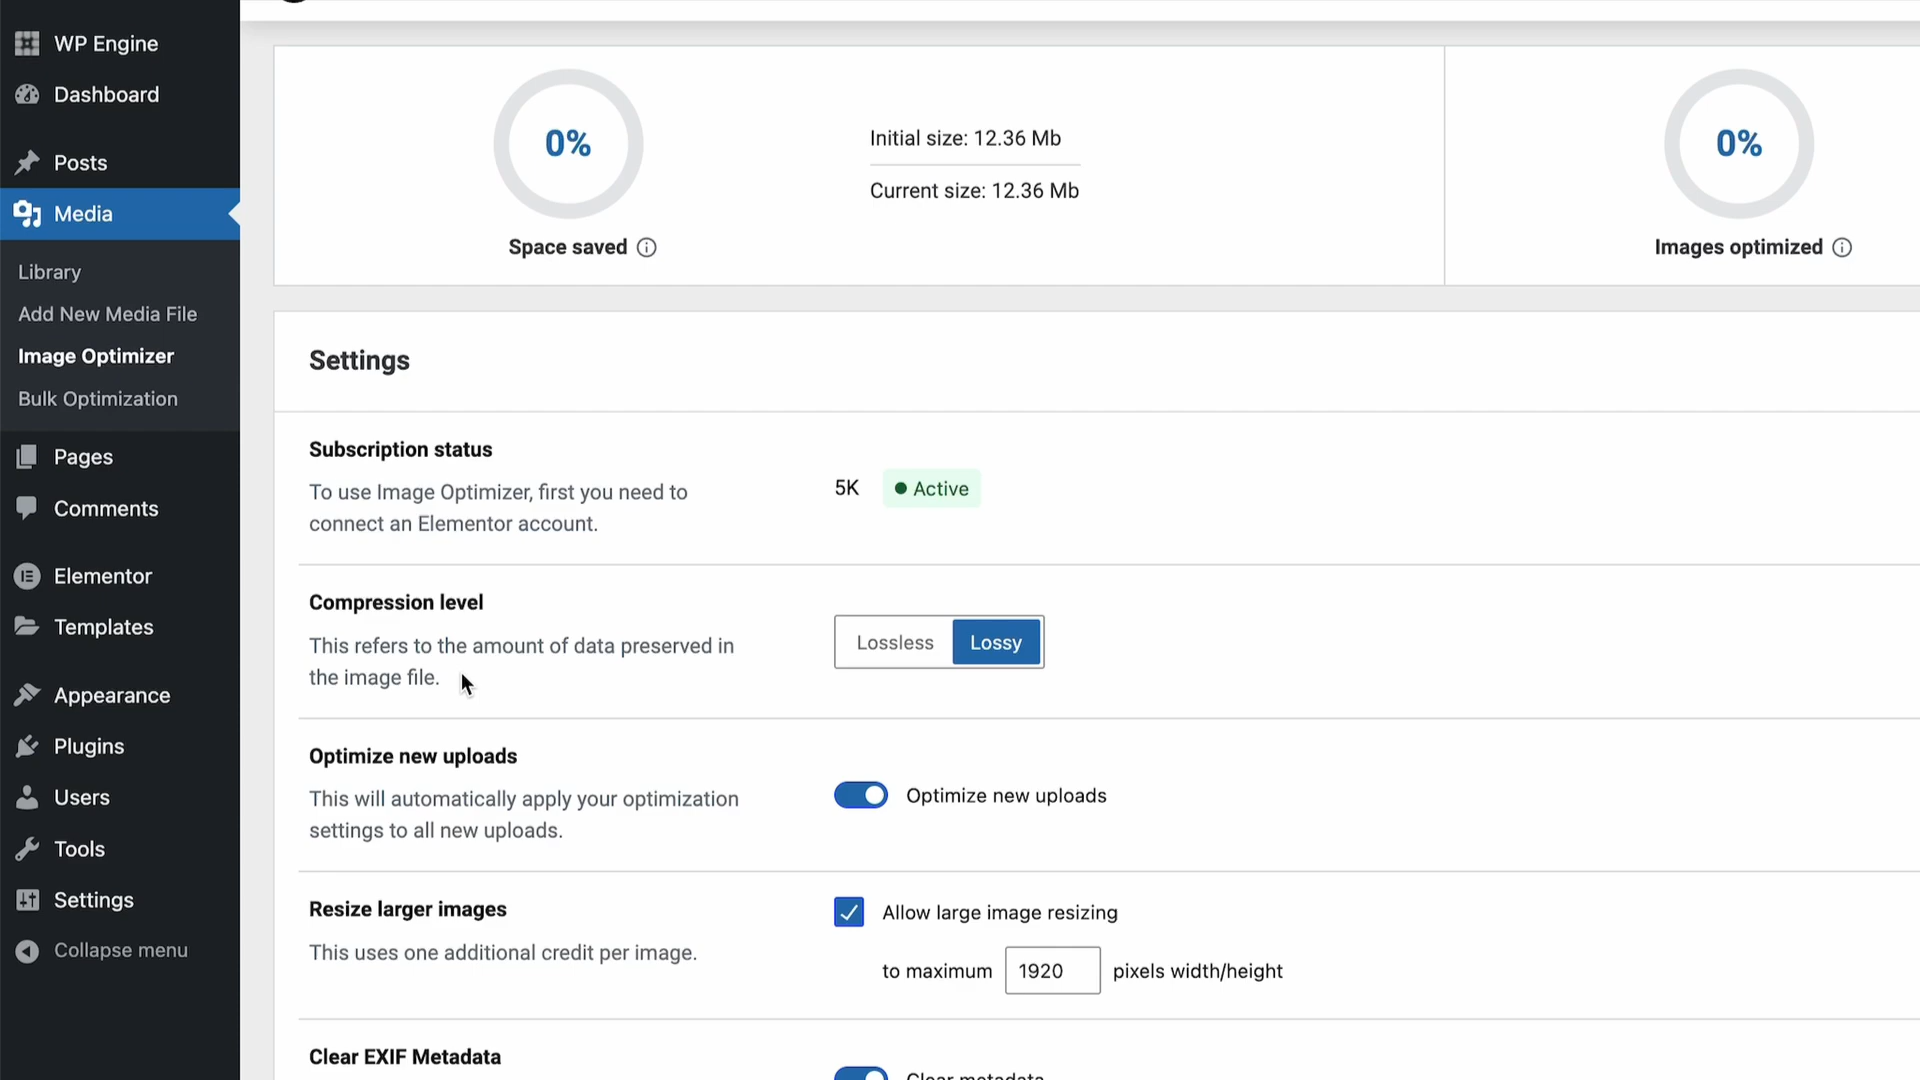 WP Engine
Dashboard
Posts
Media
Library
Add New Media File
Image Optimizer
Bulk Optimization
Pages
Comments
Elementor
Templates
Appearance
Plugins
Users
Tools
Settings
Collapse menu
0%
Space saved
Initial size: 12.36 Mb
Current size: 12.36 Mb
0%
Images optimized
Settings
Subscription status
To use Image Optimizer, first you need to
connect an Elementor account.
5K Active
Compression level
This refers to the amount of data preserved in
the image file.
Lossless Lossy
Optimize new uploads
This will automatically apply your optimization
settings to all new uploads.
Optimize new uploads
Resize larger images
This uses one additional credit per image.
Allow large image resizing
to maximum 1920 pixels width/height
Clear EXIF Metadata
Clear metadata